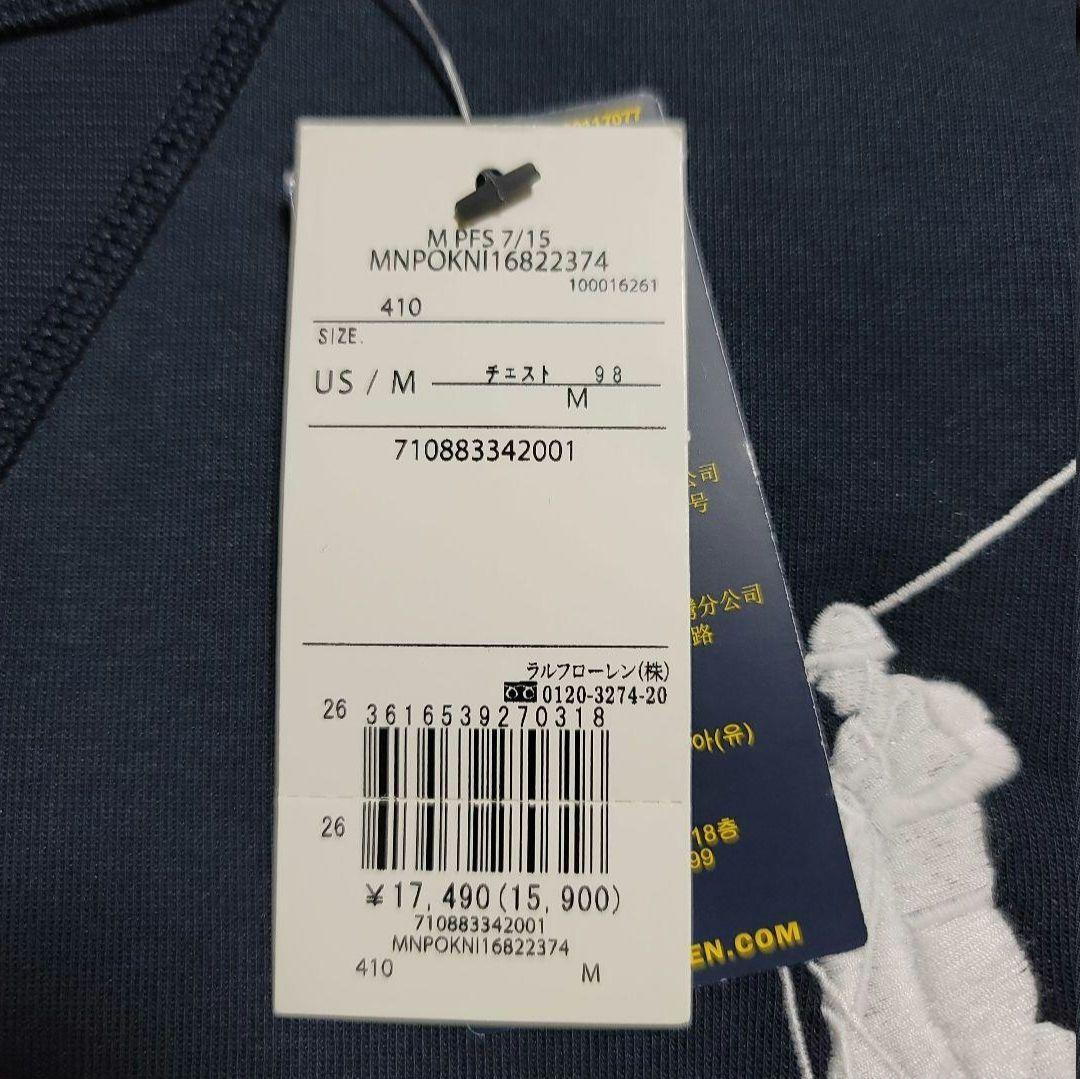 M PFS 7/15
MNPOKNI16822374
100016261
410
SIZE.
US / M
チェスト 98
M
710883342001
ラルフローレン(株)
0120-3274-20
26
3616539270318
26
¥ 17, 490 (15, 900)
710883342001
MNPOKNI16822374
410
M
公司
号
分公司
路
아(유)
18층
99
EN.COM